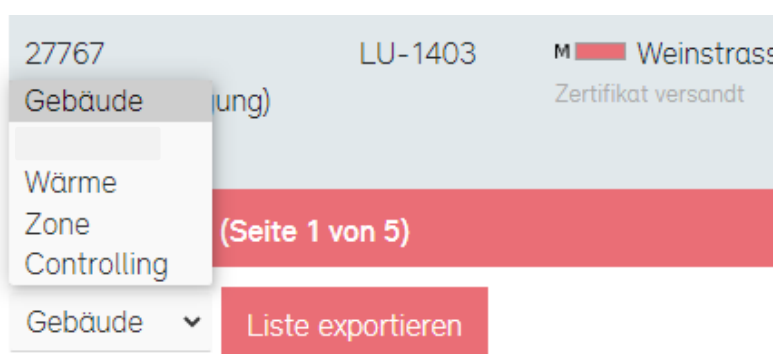 27767 LU-1403 M Weinstrass
Gebäude ung) Zertifikat versandt
Wärme
Zone (Seite 1 von 5)
Controlling
Gebäude Liste exportieren